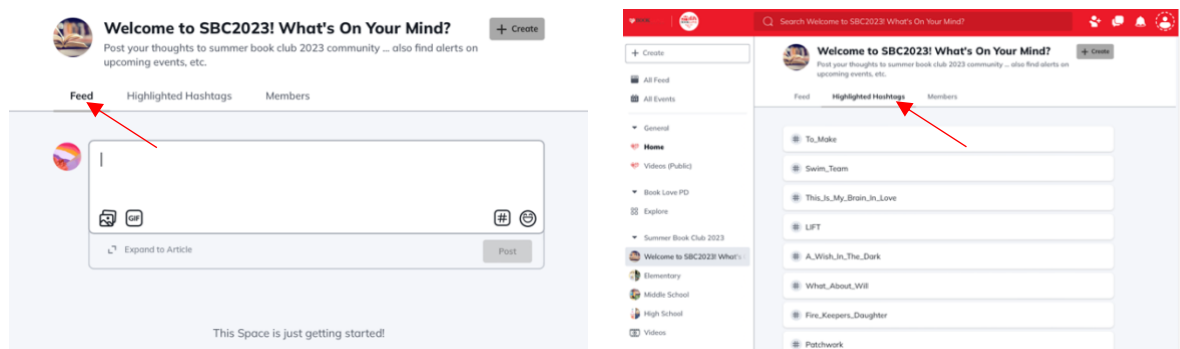 Welcome to SBC2023! What's On Your Mind?
+ Create
Post your thoughts to summer book club 2023 community ... also find alerts on
upcoming events, etc.
Feed
Highlighted Hashtags
Members
GIF
#
Expand to Article
Post
This Space is just getting started!
Search Welcome to SBC2023! What's On Your Mind?
+ Create
All Feed
All Events
General
Home
Videos (Public)
Book Love PD
Explore
Summer Book Club 2023
Welcome to SBC2023! What's
Elementary
Middle School
High School
Videos
Welcome to SBC2023! What's On Your Mind?
+ Create
Post your thoughts to summer book club 2023 community ... also find alerts on
upcoming events, etc.
Feed
Highlighted Hashtags
Members
# To_Make
# Swim_Team
# This_Is_My_Brain_In_Love
# LIFT
# A_Wish_In_The_Dark
# What_About_Will
# Fire_Keepers_Daughter
# Patchwork